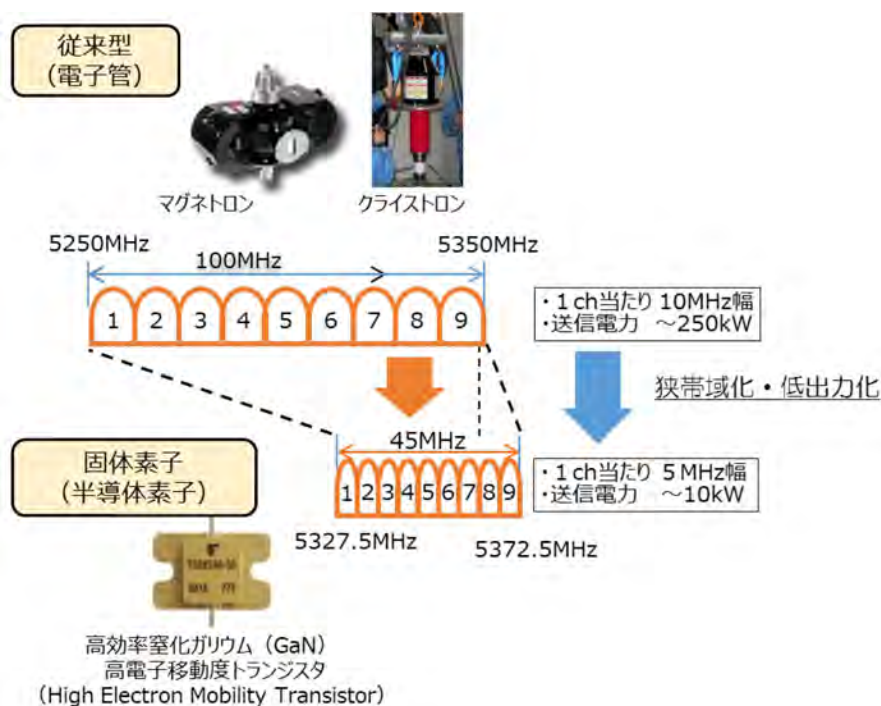 従来型
(電子管)
マグネトロン
クライストロン
5250MHz
5350MHz
100MHz
1 2 3 4 5 6 7 8 9
・1ch当たり 10MHz幅
・送信電力 ～250kW
狭帯域化・低出力化
45MHz
固体素子
(半導体素子)
1 2 3 4 5 6 7 8 9
・1ch当たり 5MHz幅
・送信電力 ～10kW
5327.5MHz
5372.5MHz
高効率窒化ガリウム（GaN）
高電子移動度トランジスタ
（High Electron Mobility Transistor）